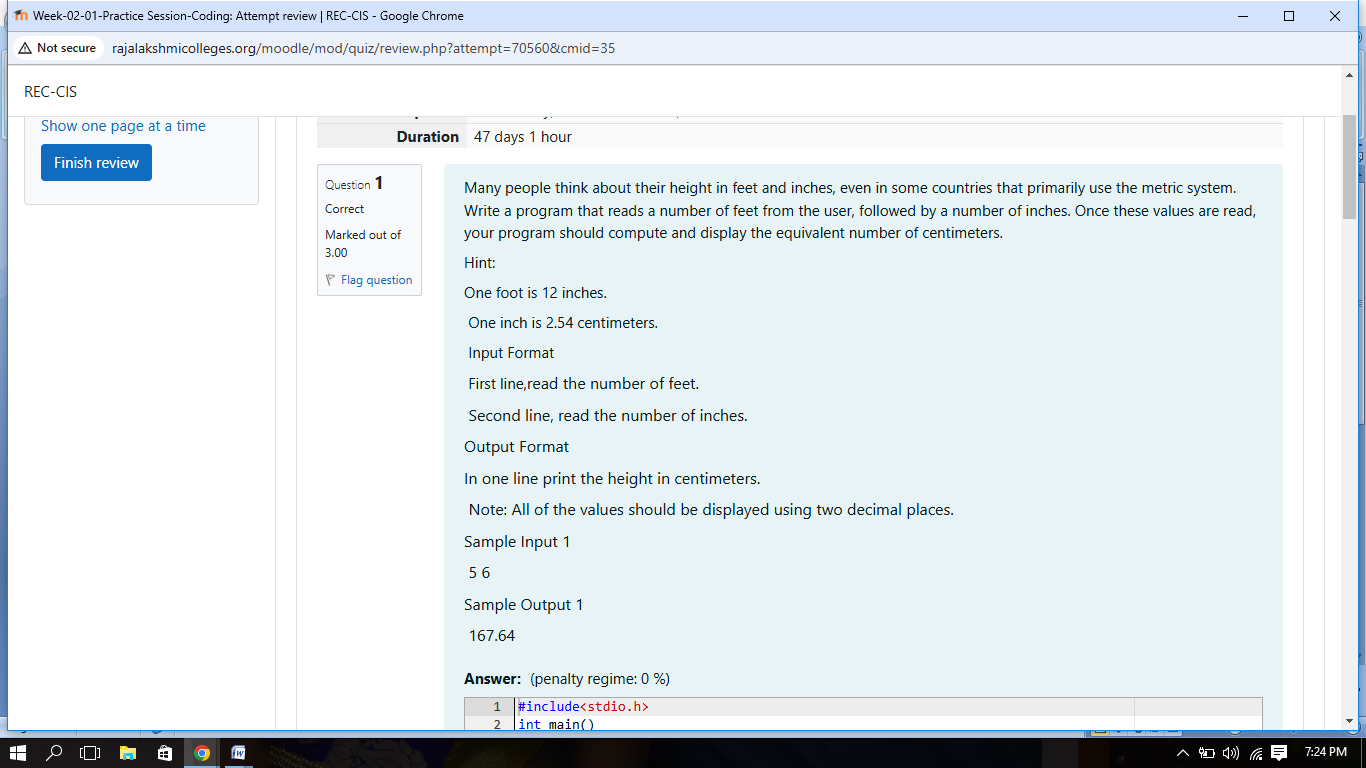 Week-02-01-Practice Session-Coding: Attempt review | REC-CIS - Google Chrome
Not secure rajalakshmicolleges.org/moodle/mod/quiz/review.php?attempt=70560&cmid=35
REC-CIS
Show one page at a time
Finish review
Duration 47 days 1 hour
Question 1
Correct
Marked out of
3.00
Flag question
Many people think about their height in feet and inches, even in some countries that primarily use the metric system.
Write a program that reads a number of feet from the user, followed by a number of inches. Once these values are read,
your program should compute and display the equivalent number of centimeters.
Hint:
One foot is 12 inches.
One inch is 2.54 centimeters.
Input Format
First line,read the number of feet.
Second line, read the number of inches.
Output Format
In one line print the height in centimeters.
Note: All of the values should be displayed using two decimal places.
Sample Input 1
5 6
Sample Output 1
167.64
Answer: (penalty regime: 0 %)
1 #include<stdio.h>
2 int main()
7:24 PM